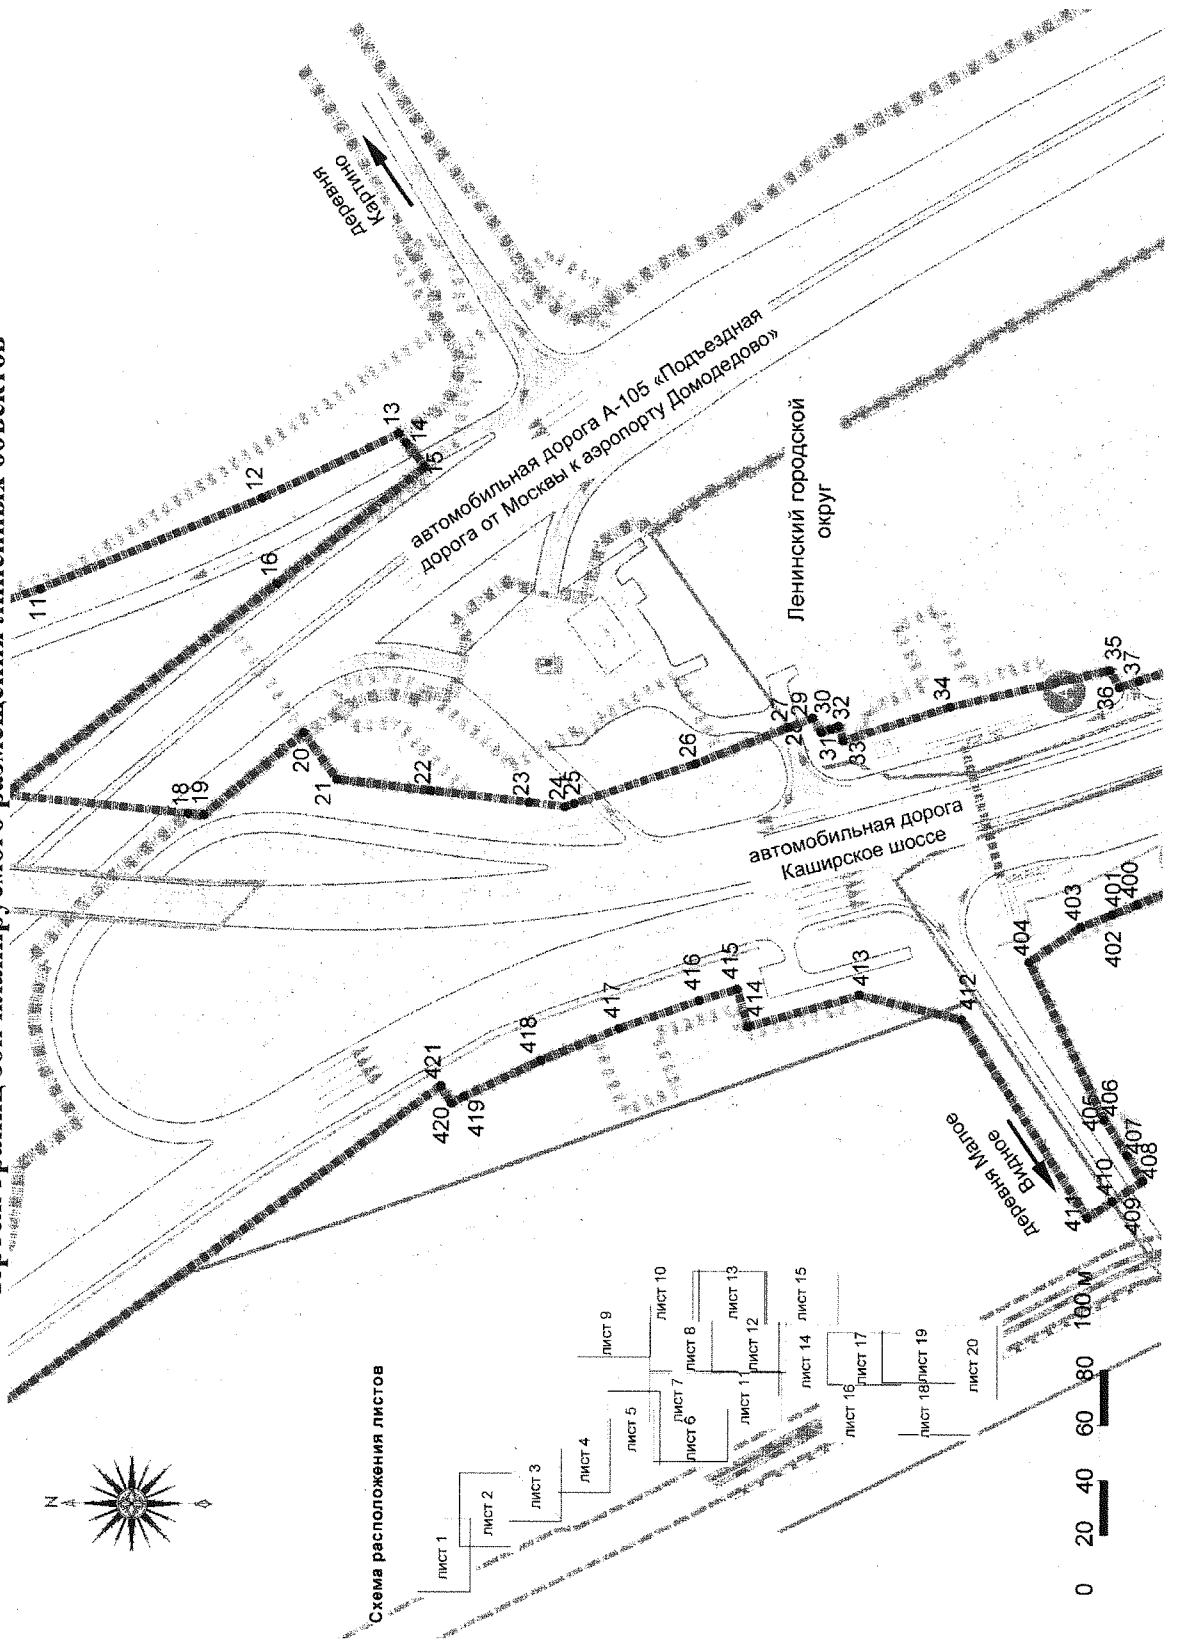 деревня
Картино
автомобильная дорога А-105 «Подъездная
дорога от Москвы к аэропорту Домодедово»
Ленинский городской
округ
автомобильная дорога
Каширское шоссе
деревня Малое
Видное
11
12
13
14
15
16
18
19
20
21
22
23
24
25
26
27
28
29
30
31
32
33
34
35
36
37
400
401
402
403
404
405
406
407
408
409
410
411
412
413
414
415
416
417
418
419
420
421
N
Схема расположения листов
лист 1
лист 2
лист 3
лист 4
лист 5
лист 6
лист 7
лист 8
лист 9
лист 10
лист 11
лист 12
лист 13
лист 14
лист 15
лист 16
лист 17
лист 18
лист 19
лист 20
0 20 40 60 80 100 м